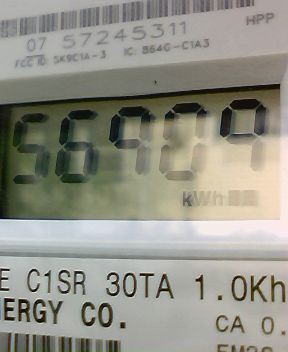 07 57245311
HPP
FCC ID: SK9C1A-3 IC: 864G-C1A3
56909
kWh
E C1SR 30TA 1.0Kh
ERGY CO.
CA 0.